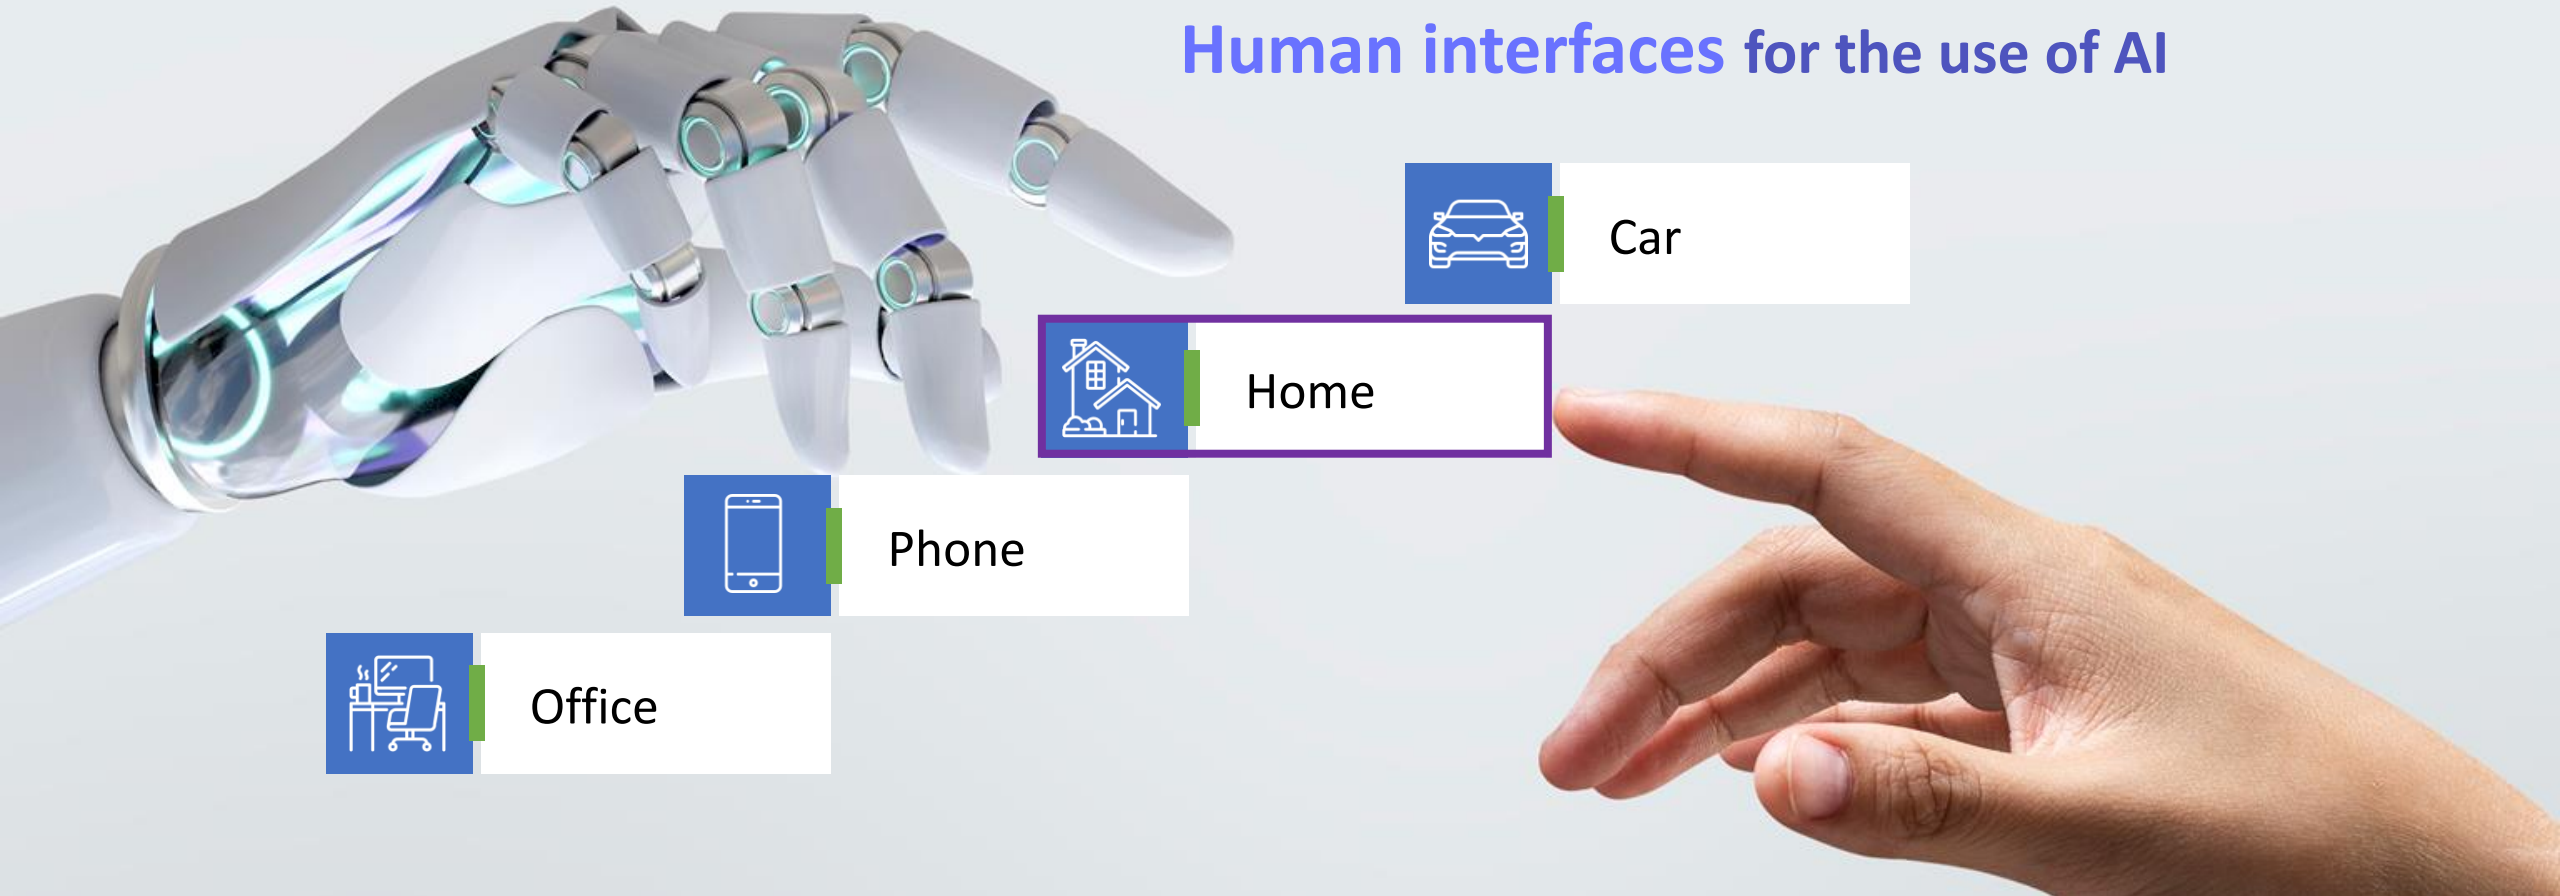 Human interfaces for the use of AI
Car
Home
Phone
Office